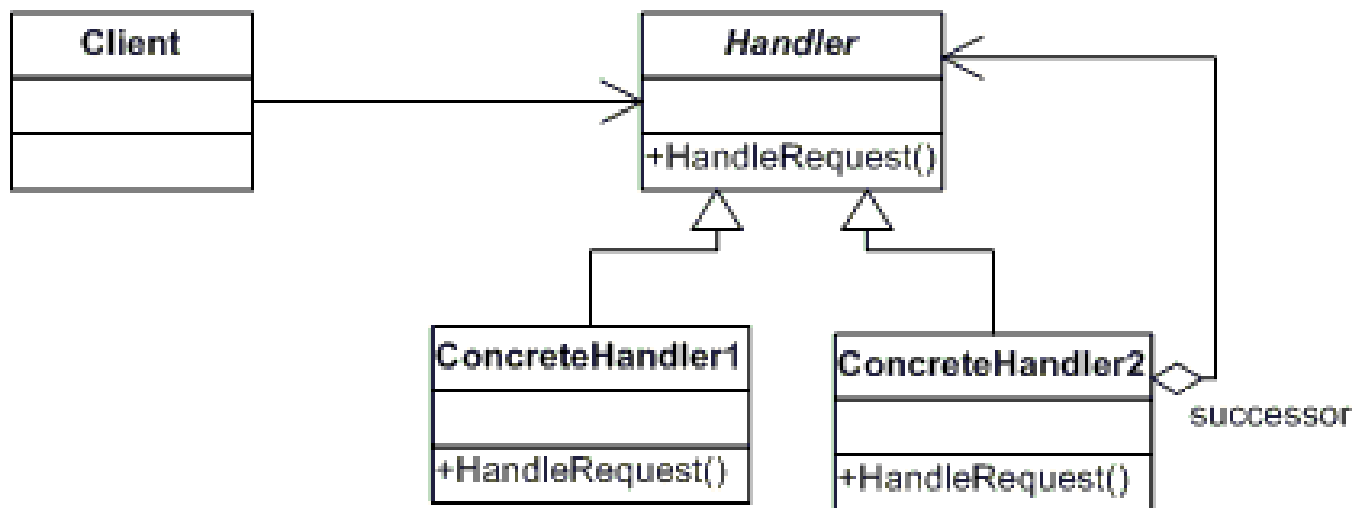 Client
Handler
+HandleRequest()
ConcreteHandler1
+HandleRequest()
ConcreteHandler2
+HandleRequest()
successor